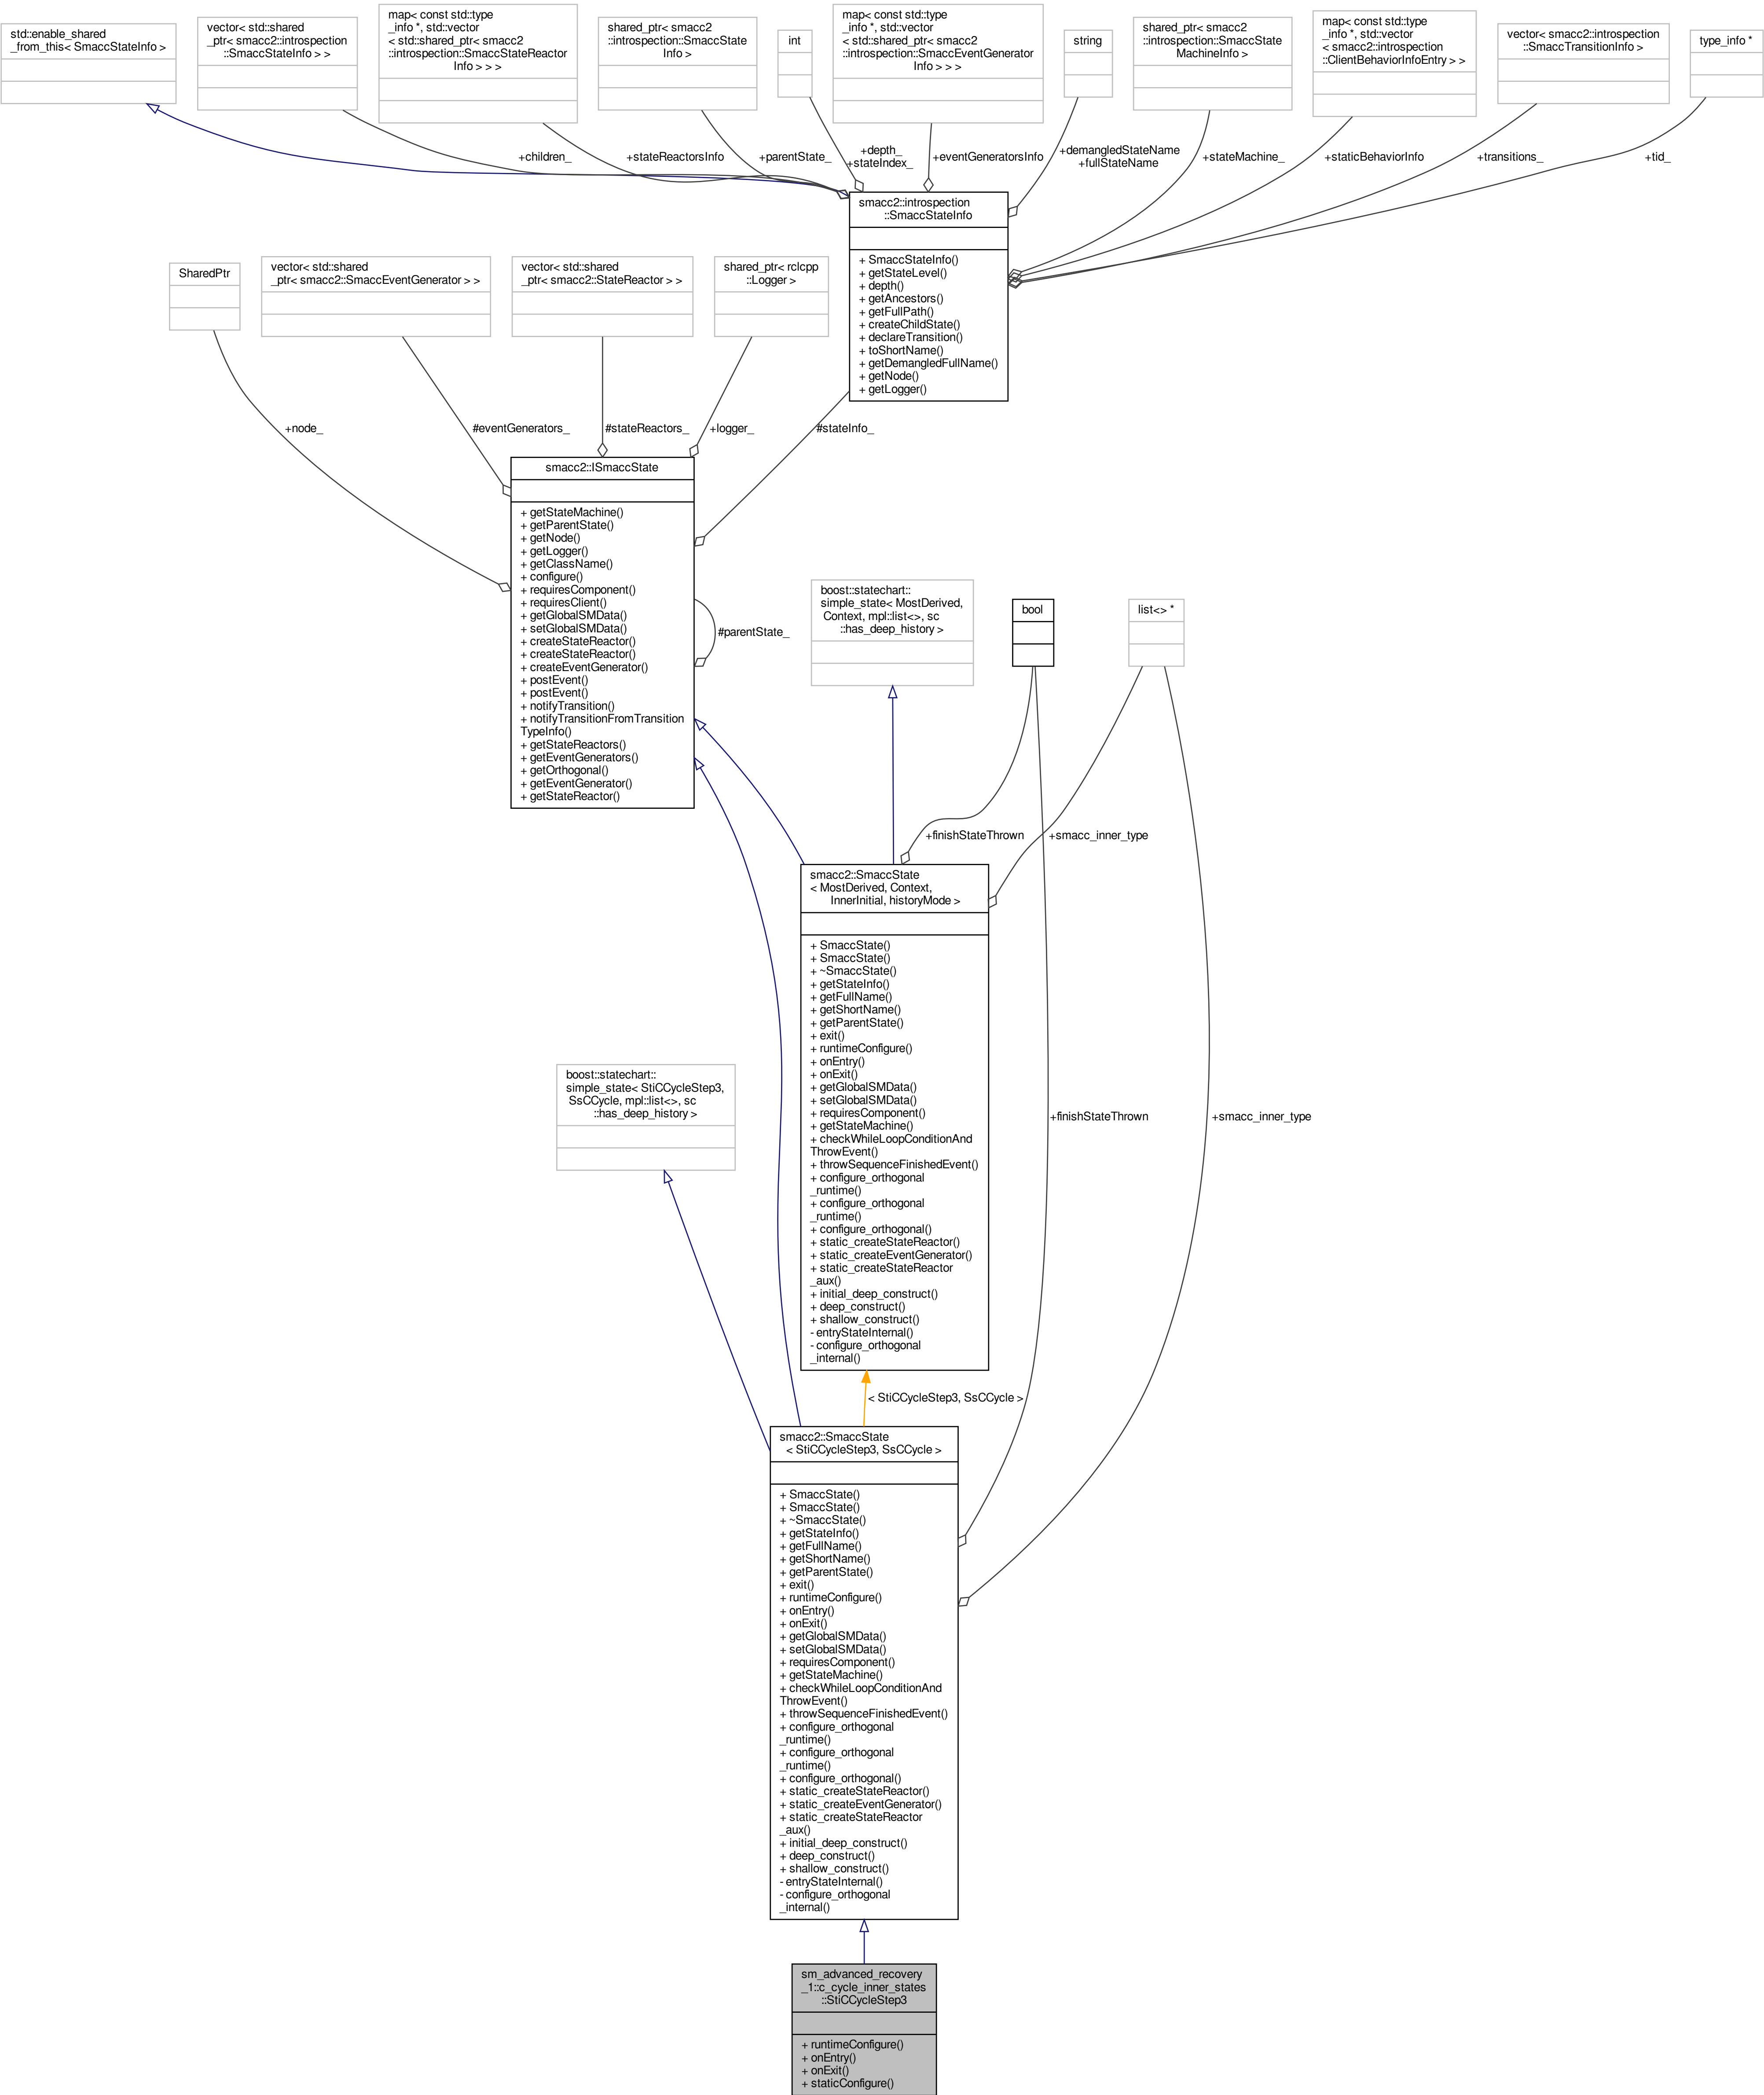 std::enable_shared
_from_this< SmaccStateInfo >
vector< std::shared
_ptr< smacc2::introspection
::SmaccStateInfo > >
map< const std::type
_info *, std::vector
< std::shared_ptr< smacc2
::introspection::SmaccStateReactor
Info > > >
shared_ptr< smacc2
::introspection::SmaccState
Info >
int
map< const std::type
_info *, std::vector
< std::shared_ptr< smacc2
::introspection::SmaccEventGenerator
Info > > >
string
shared_ptr< smacc2
::introspection::SmaccState
MachineInfo >
map< const std::type
_info *, std::vector
< smacc2::introspection
::ClientBehaviorInfoEntry > >
vector< smacc2::introspection
::SmaccTransitionInfo >
type_info *
+children_
+stateReactorsInfo
+parentState_
+depth_
+stateIndex_
+eventGeneratorsInfo
+demangledStateName
+fullStateName
+stateMachine_
+staticBehaviorInfo
+transitions_
+tid_
smacc2::introspection
::SmaccStateInfo
+ SmaccStateInfo()
+ getStateLevel()
+ depth()
+ getAncestors()
+ getFullPath()
+ createChildState()
+ declareTransition()
+ toShortName()
+ getDemangledFullName()
+ getNode()
+ getLogger()
SharedPtr
vector< std::shared
_ptr< smacc2::SmaccEventGenerator > >
vector< std::shared
_ptr< smacc2::StateReactor > >
shared_ptr< rclcpp
::Logger >
+node_
#eventGenerators_
#stateReactors_
+logger_
#stateInfo_
smacc2::ISmaccState
+ getStateMachine()
+ getParentState()
+ getNode()
+ getLogger()
+ getClassName()
+ configure()
+ requiresComponent()
+ requiresClient()
+ getGlobalSMData()
+ setGlobalSMData()
+ createStateReactor()
+ createStateReactor()
+ createEventGenerator()
+ postEvent()
+ postEvent()
+ notifyTransition()
+ notifyTransitionFromTransition
TypeInfo()
+ getStateReactors()
+ getEventGenerators()
+ getOrthogonal()
+ getEventGenerator()
+ getStateReactor()
#parentState_
boost::statechart::
simple_state< MostDerived,
Context, mpl::list<>, sc
::has_deep_history >
bool
list<> *
+finishStateThrown
+smacc_inner_type
smacc2::SmaccState
< MostDerived, Context,
InnerInitial, historyMode >
+ SmaccState()
+ SmaccState()
+ ~SmaccState()
+ getStateInfo()
+ getFullName()
+ getShortName()
+ getParentState()
+ exit()
+ runtimeConfigure()
+ onEntry()
+ onExit()
+ getGlobalSMData()
+ setGlobalSMData()
+ requiresComponent()
+ getStateMachine()
+ checkWhileLoopConditionAnd
ThrowEvent()
+ throwSequenceFinishedEvent()
+ configure_orthogonal
_runtime()
+ configure_orthogonal
_runtime()
+ configure_orthogonal()
+ static_createStateReactor()
+ static_createEventGenerator()
+ static_createStateReactor
_aux()
+ initial_deep_construct()
+ deep_construct()
+ shallow_construct()
- entryStateInternal()
- configure_orthogonal
_internal()
boost::statechart::
simple_state< StiCCycleStep3,
SsCCycle, mpl::list<>, sc
::has_deep_history >
+finishStateThrown
+smacc_inner_type
< StiCCycleStep3, SsCCycle >
smacc2::SmaccState
< StiCCycleStep3, SsCCycle >
+ SmaccState()
+ SmaccState()
+ ~SmaccState()
+ getStateInfo()
+ getFullName()
+ getShortName()
+ getParentState()
+ exit()
+ runtimeConfigure()
+ onEntry()
+ onExit()
+ getGlobalSMData()
+ setGlobalSMData()
+ requiresComponent()
+ getStateMachine()
+ checkWhileLoopConditionAnd
ThrowEvent()
+ throwSequenceFinishedEvent()
+ configure_orthogonal
_runtime()
+ configure_orthogonal
_runtime()
+ configure_orthogonal()
+ static_createStateReactor()
+ static_createEventGenerator()
+ static_createStateReactor
_aux()
+ initial_deep_construct()
+ deep_construct()
+ shallow_construct()
- entryStateInternal()
- configure_orthogonal
_internal()
sm_advanced_recovery
_1::c_cycle_inner_states
::StiCCycleStep3
+ runtimeConfigure()
+ onEntry()
+ onExit()
+ staticConfigure()